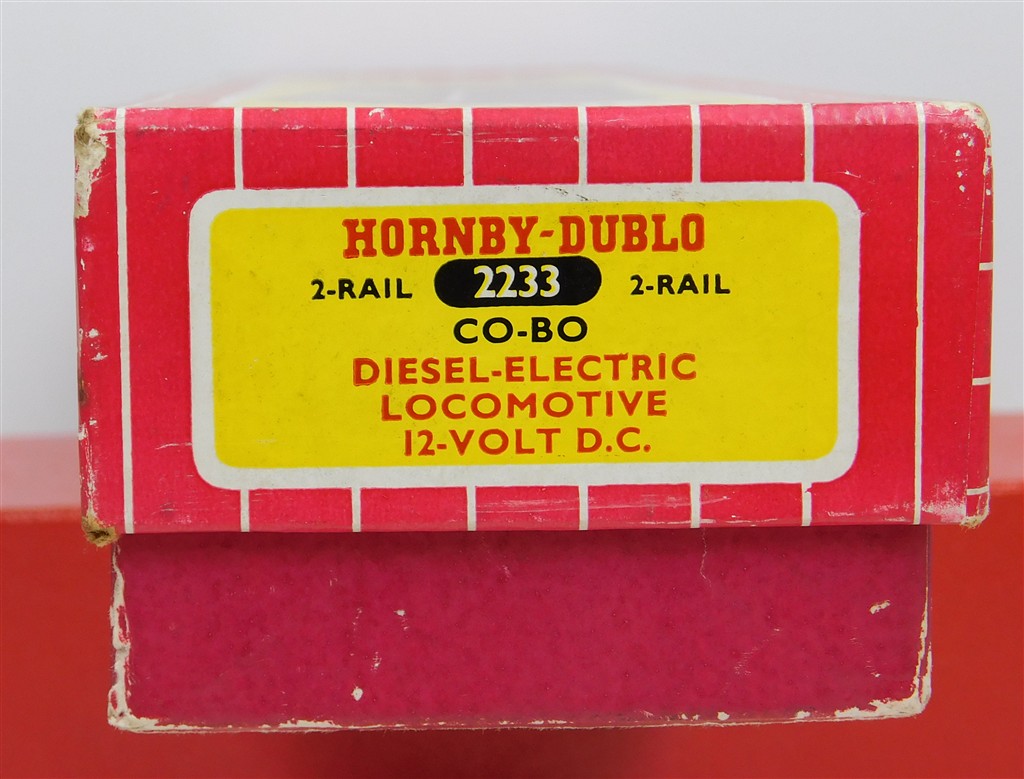 HORNBY-DUBLO
2-RAIL 2233 2-RAIL
CO-BO
DIESEL-ELECTRIC
LOCOMOTIVE
12-VOLT D.C.